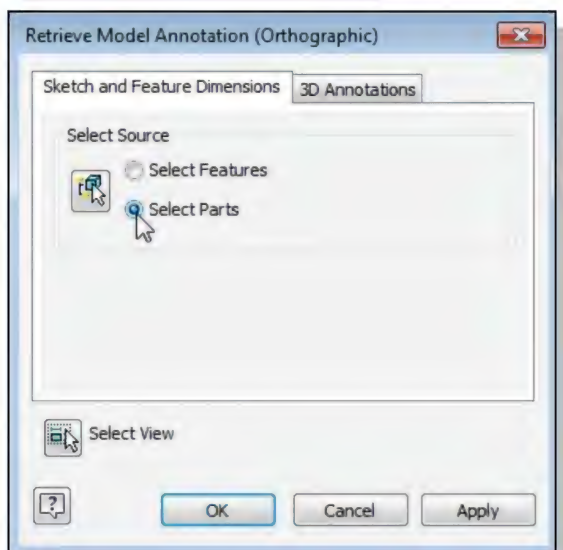 Retrieve Model Annotation (Orthographic)
Sketch and Feature Dimensions 3D Annotations
Select Source
Select Features
Select Parts
Select View
?
OK Cancel Apply